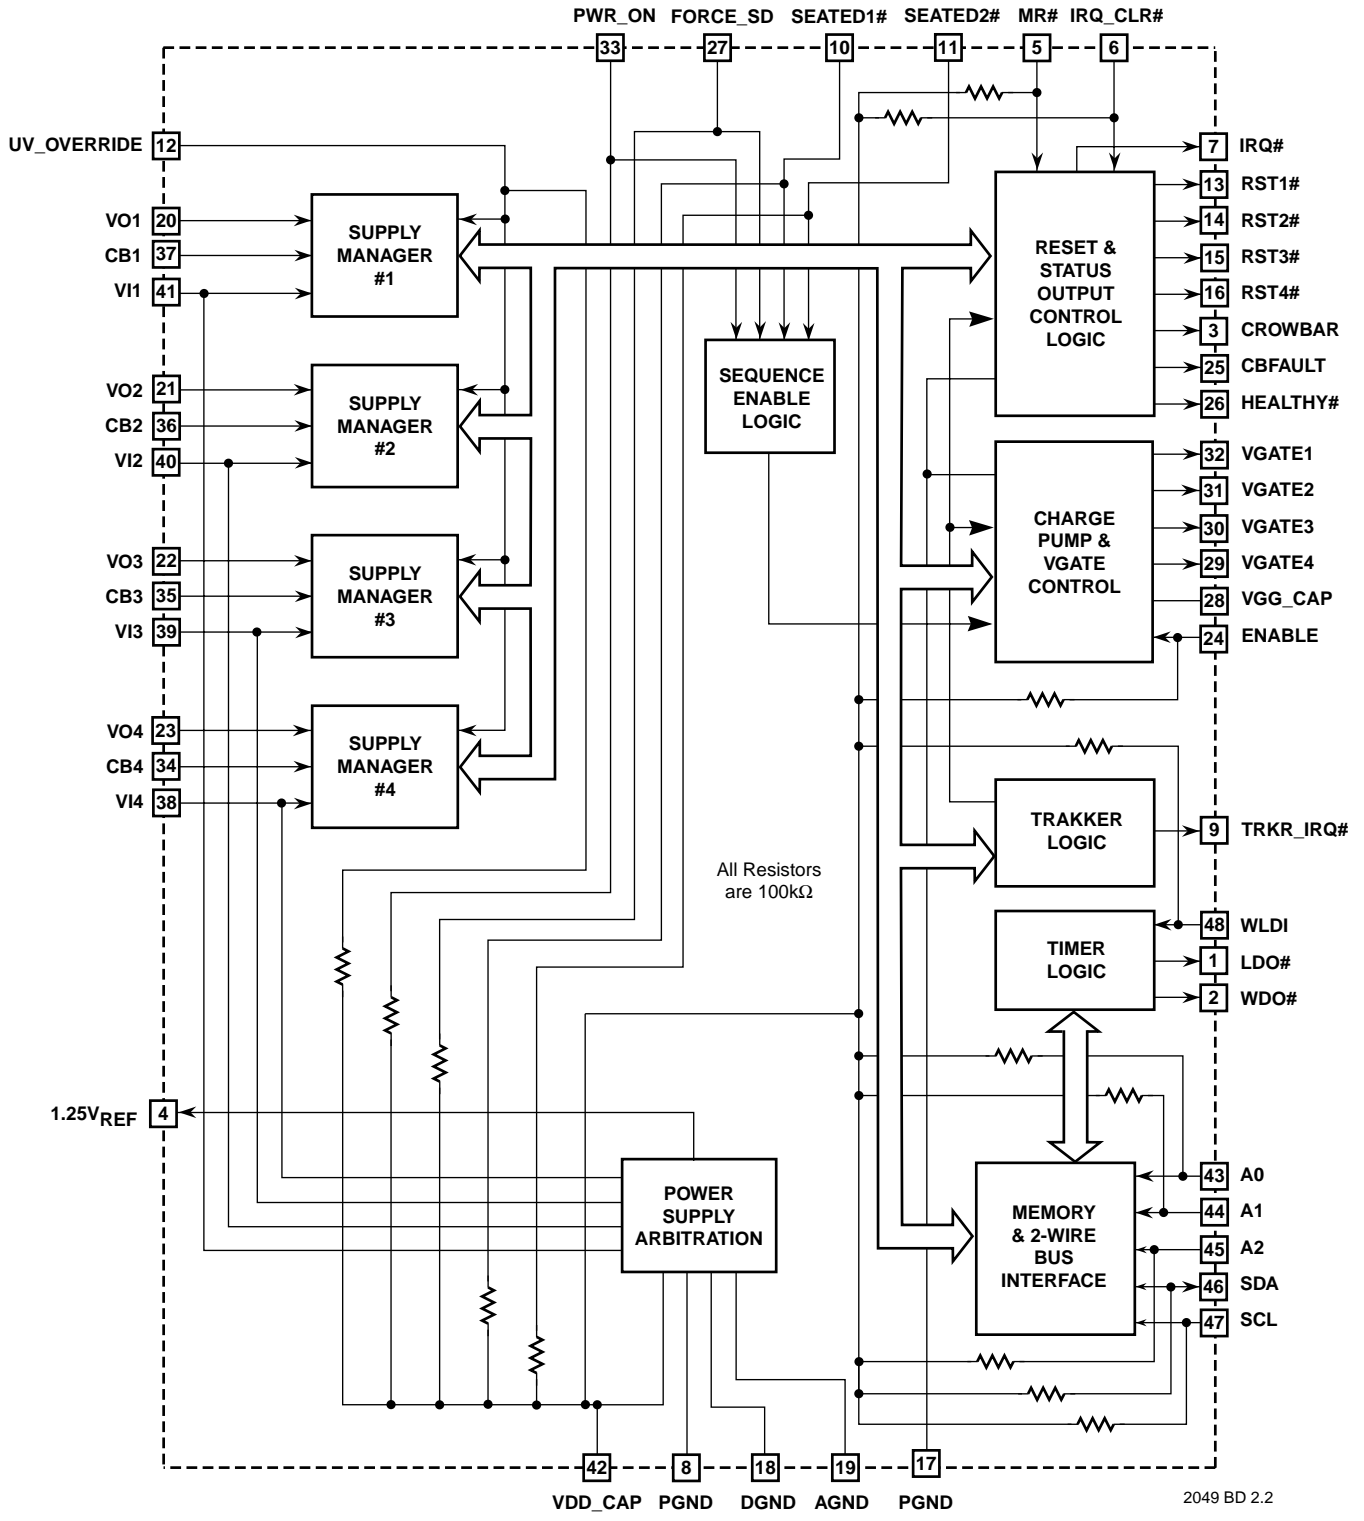 PWR_ON FORCE_SD SEATED1# SEATED2# MR# IRQ_CLR#
33 27 10 11 5 6
UV_OVERRIDE 12
7 IRQ#
13 RST1#
14 RST2#
15 RST3#
16 RST4#
3 CROWBAR
25 CBFAULT
26 HEALTHY#
VO1 20
CB1 37
VI1 41
SUPPLY
MANAGER
#1
RESET &
STATUS
OUTPUT
CONTROL
LOGIC
VO2 21
CB2 36
VI2 40
SUPPLY
MANAGER
#2
SEQUENCE
ENABLE
LOGIC
32 VGATE1
31 VGATE2
30 VGATE3
29 VGATE4
28 VGG_CAP
24 ENABLE
CHARGE
PUMP &
VGATE
CONTROL
VO3 22
CB3 35
VI3 39
SUPPLY
MANAGER
#3
VO4 23
CB4 34
VI4 38
SUPPLY
MANAGER
#4
TRAKKER
LOGIC
9 TRKR_IRQ#
All Resistors
are 100kΩ
TIMER
LOGIC
48 WLDI
1 LDO#
2 WDO#
1.25VREF 4
POWER
SUPPLY
ARBITRATION
MEMORY
& 2-WIRE
BUS
INTERFACE
43 A0
44 A1
45 A2
46 SDA
47 SCL
42 8 18 19 17
VDD_CAP PGND DGND AGND PGND
2049 BD 2.2